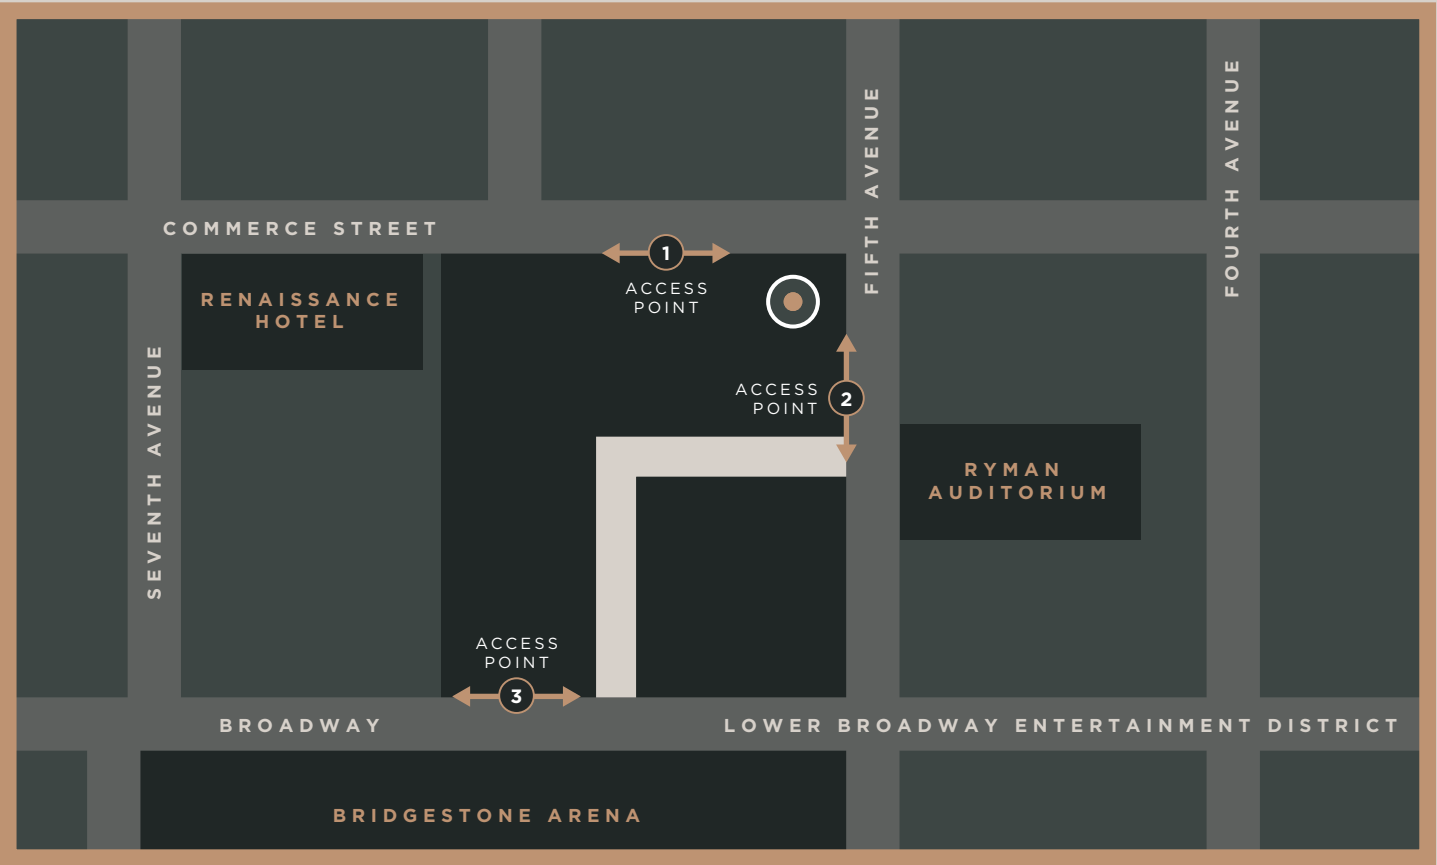 FIFTH AVENUE
FOURTH AVENUE
COMMERCE STREET
1
ACCESS
POINT
RENAISSANCE
HOTEL
SEVENTH AVENUE
ACCESS
POINT
2
RYMAN
AUDITORIUM
ACCESS
POINT
3
BROADWAY
LOWER BROADWAY ENTERTAINMENT DISTRICT
BRIDGESTONE ARENA